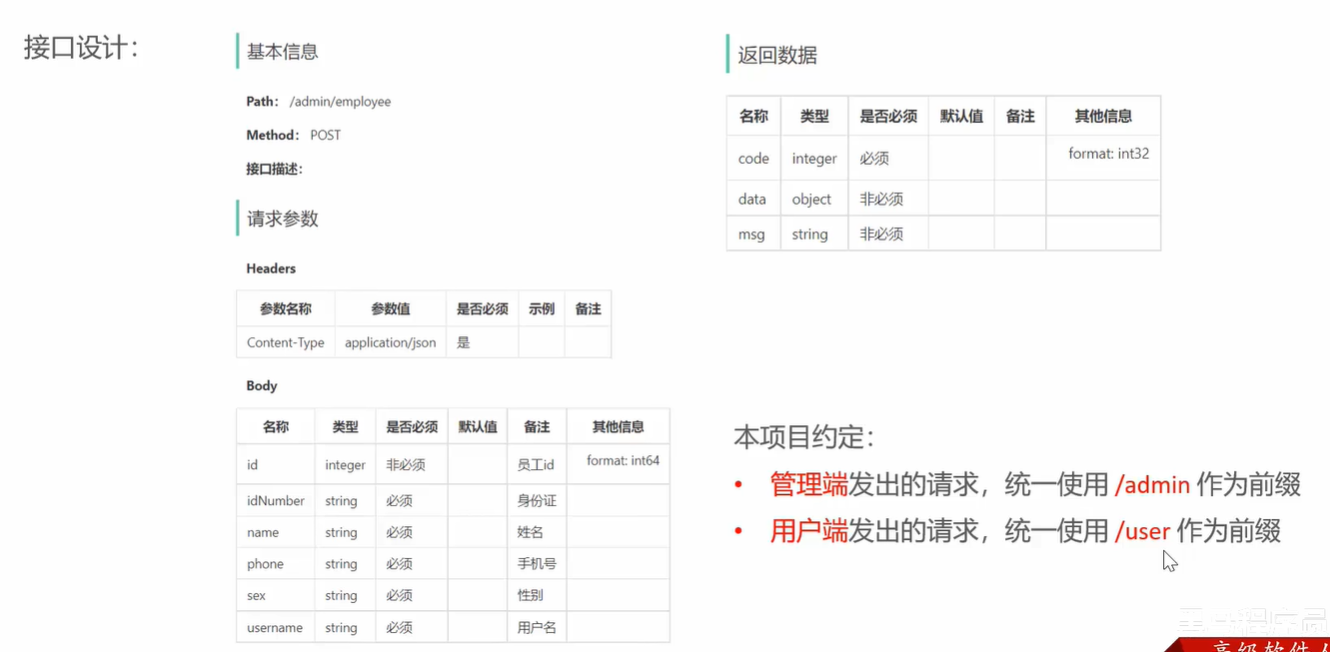 接口设计：
基本信息
Path： /admin/employee
Method： POST
接口描述：
请求参数
Headers
参数名称 参数值 是否必须 示例 备注
Content-Type application/json 是
Body
名称 类型 是否必须 默认值 备注 其他信息
id integer 非必须 员工id format: int64
idNumber string 必须 身份证
name string 必须 姓名
phone string 必须 手机号
sex string 必须 性别
username string 必须 用户名
返回数据
名称 类型 是否必须 默认值 备注 其他信息
code integer 必须 format: int32
data object 非必须
msg string 非必须
本项目约定：
• 管理端发出的请求，统一使用 /admin 作为前缀
• 用户端发出的请求，统一使用 /user 作为前缀
高级软件人